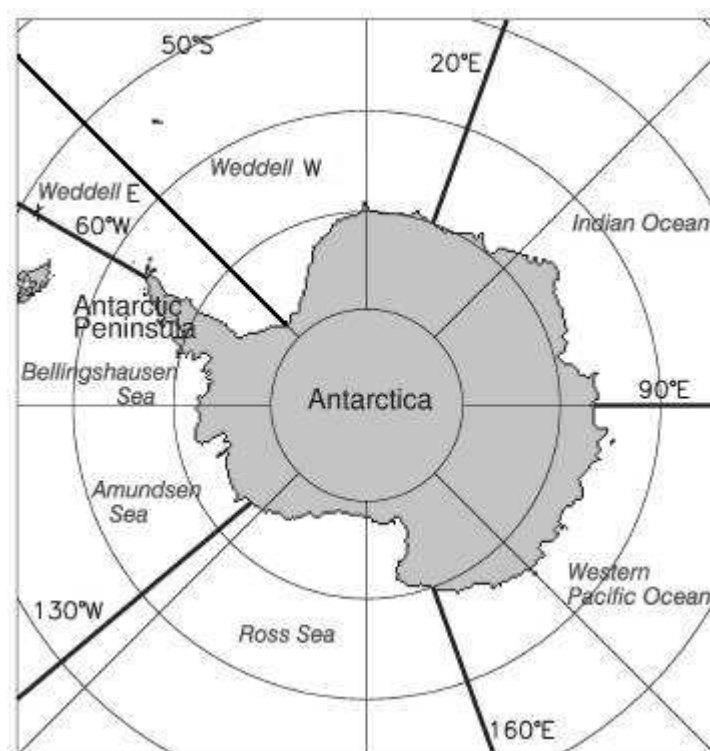 50°S
20°E
Weddell W
Weddell E
60°W
Indian Ocean
Antarctic
Peninsula
Bellingshausen
Sea
Antarctica
90°E
Amundsen
Sea
Western
Pacific Ocean
130°W
Ross Sea
160°E